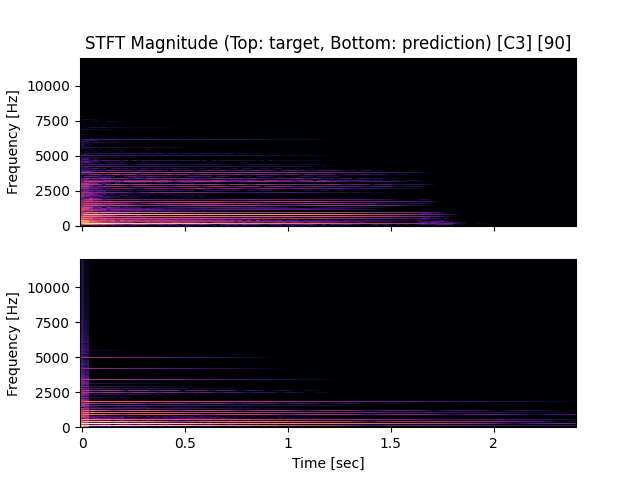 STFT Magnitude (Top: target, Bottom: prediction) [C3] [90]
Frequency [Hz]
10000
7500
5000
2500
0
Frequency [Hz]
10000
7500
5000
2500
0
0 0.5 1 1.5 2
Time [sec]